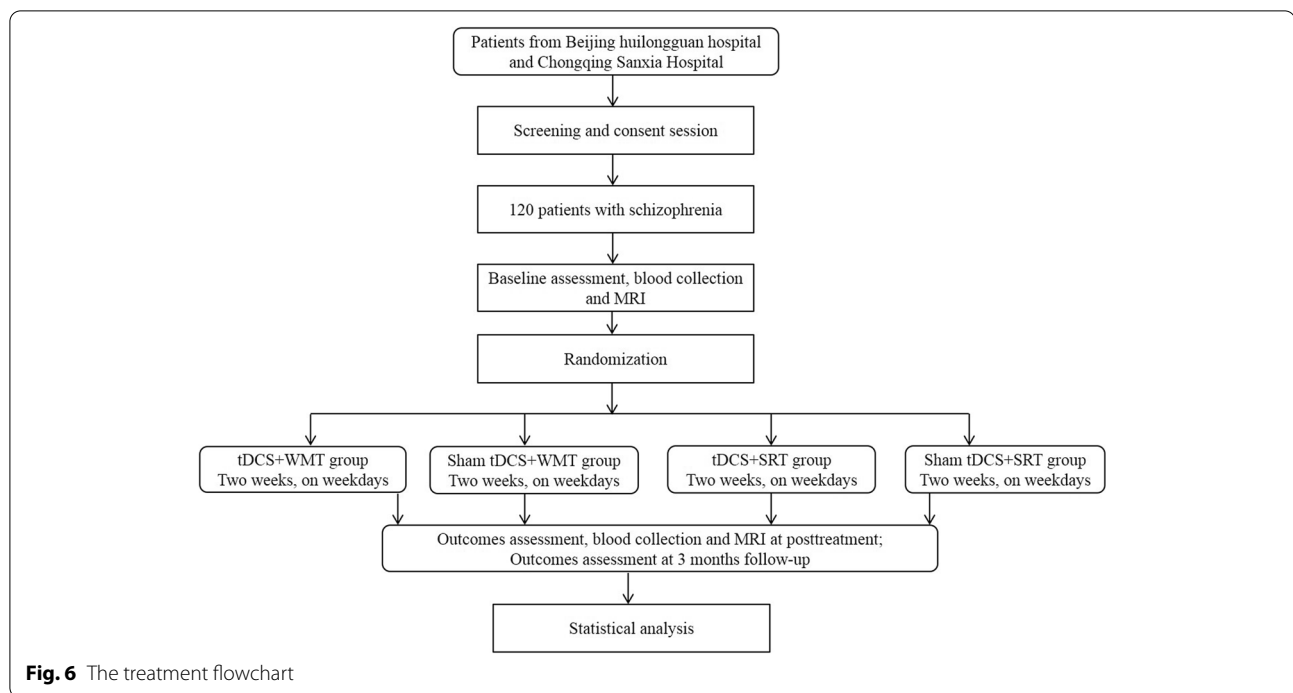 Patients from Beijing huilongguan hospital
and Chongqing Sanxia Hospital
Screening and consent session
120 patients with schizophrenia
Baseline assessment, blood collection
and MRI
Randomization
tDCS+WMT group
Two weeks, on weekdays
Sham tDCS+WMT group
Two weeks, on weekdays
tDCS+SRT group
Two weeks, on weekdays
Sham tDCS+SRT group
Two weeks, on weekdays
Outcomes assessment, blood collection and MRI at posttreatment;
Outcomes assessment at 3 months follow-up
Statistical analysis
Fig. 6 The treatment flowchart